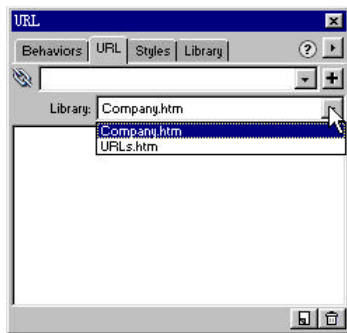 URL
Behaviors URL Styles Library ?
Library: Company.htm
Company.htm
URLs.htm